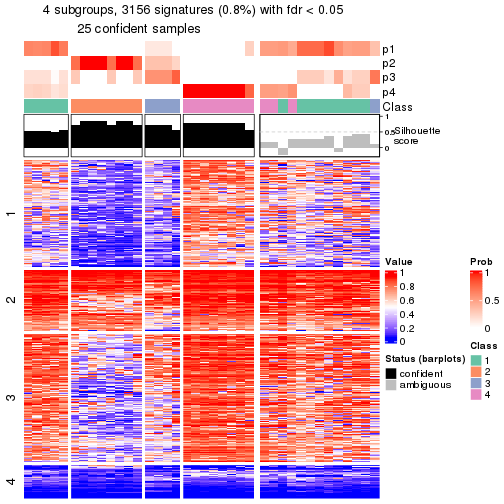 4 subgroups, 3156 signatures (0.8%) with fdr < 0.05
25 confident samples
p1
p2
p3
p4
Class
1
0.5
0
Silhouette
score
1
2
3
4
Value
1
0.8
0.6
0.4
0.2
0
Prob
1
0.5
0
Status (barplots)
confident
ambiguous
Class
1
2
3
4